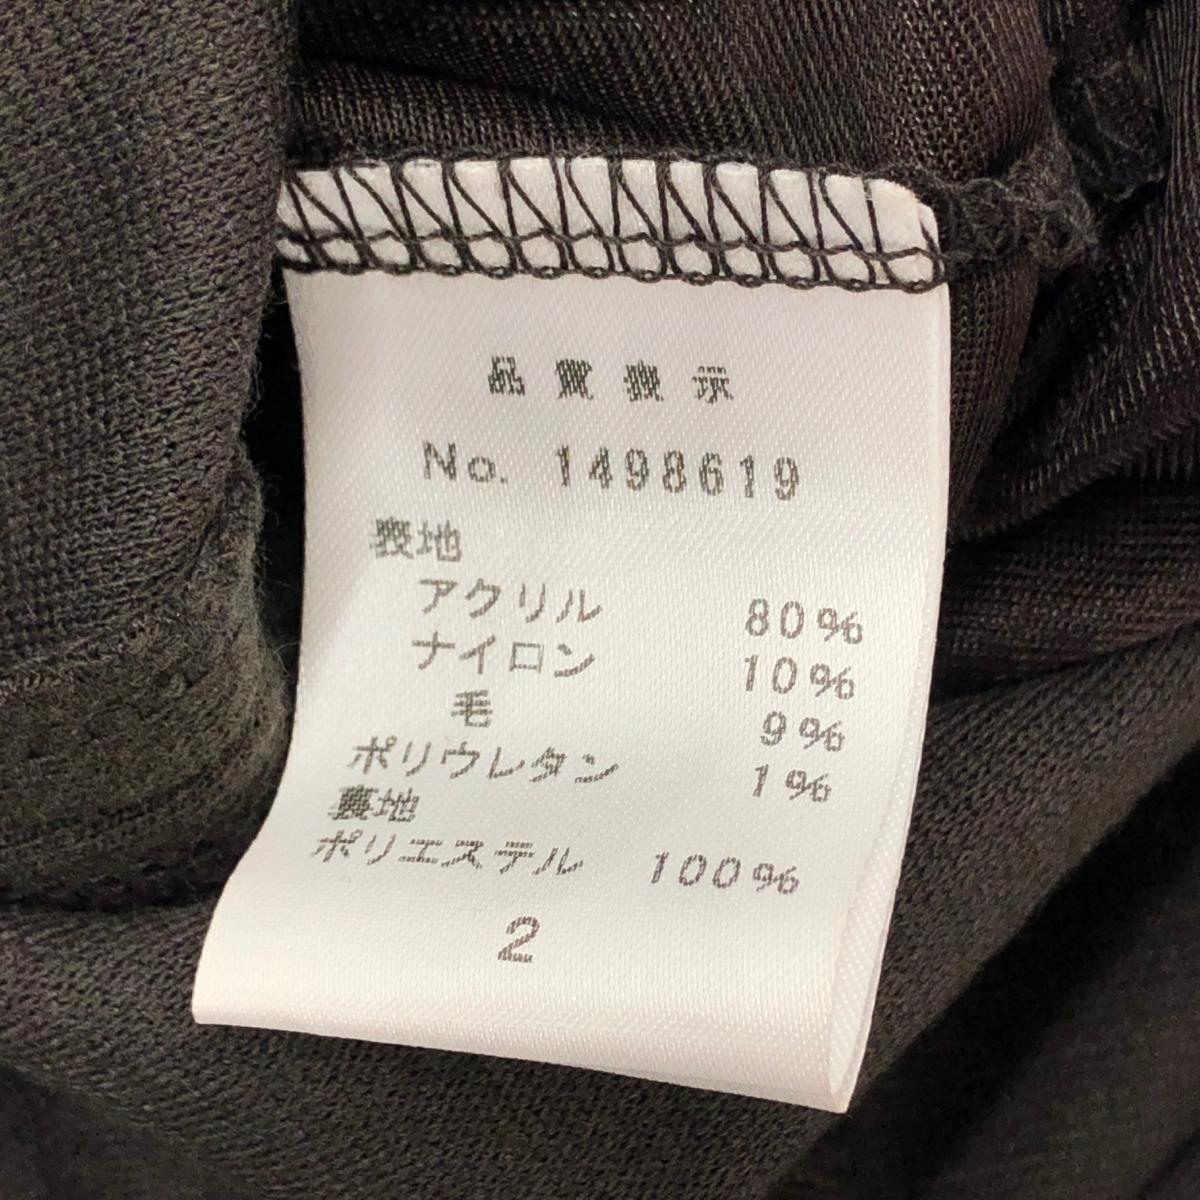 品質表示
No. 1498619
表地
アクリル 80%
ナイロン 10%
毛 9%
ポリウレタン 1%
裏地
ポリエステル 100%
2